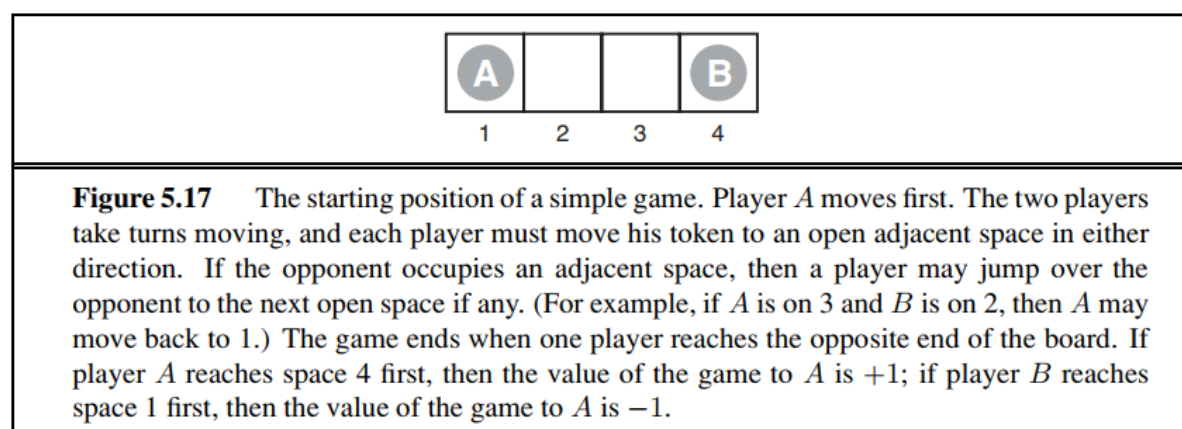 A B
1 2 3 4
Figure 5.17 The starting position of a simple game. Player A moves first. The two players
take turns moving, and each player must move his token to an open adjacent space in either
direction. If the opponent occupies an adjacent space, then a player may jump over the
opponent to the next open space if any. (For example, if A is on 3 and B is on 2, then A may
move back to 1.) The game ends when one player reaches the opposite end of the board. If
player A reaches space 4 first, then the value of the game to A is +1; if player B reaches
space 1 first, then the value of the game to A is −1.